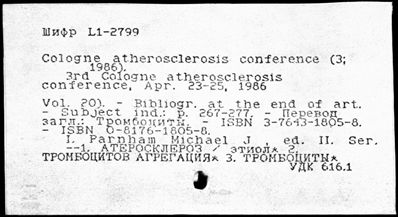 Шифр L1-2799
Cologne atherosclerosis conference (3;
1986).
3rd Cologne atherosclerosis
conference, Apr. 23-25, 1986
Vol. 20). - Bibliogr. at the end of art.
- Subject ind.: p. 267-277. - Перевод
загл.: Тромбоциты. - ISBN 3-7643-1805-8.
- ISBN 0-8176-1805-8.
I. Parnham Michael J ed. II. Ser.
--1. АТЕРОСКЛЕРОЗ / этиол* 2.
ТРОМБОЦИТОВ АГРЕГАЦИЯ* 3. ТРОМБОЦИТЫ*
УДК 616.1